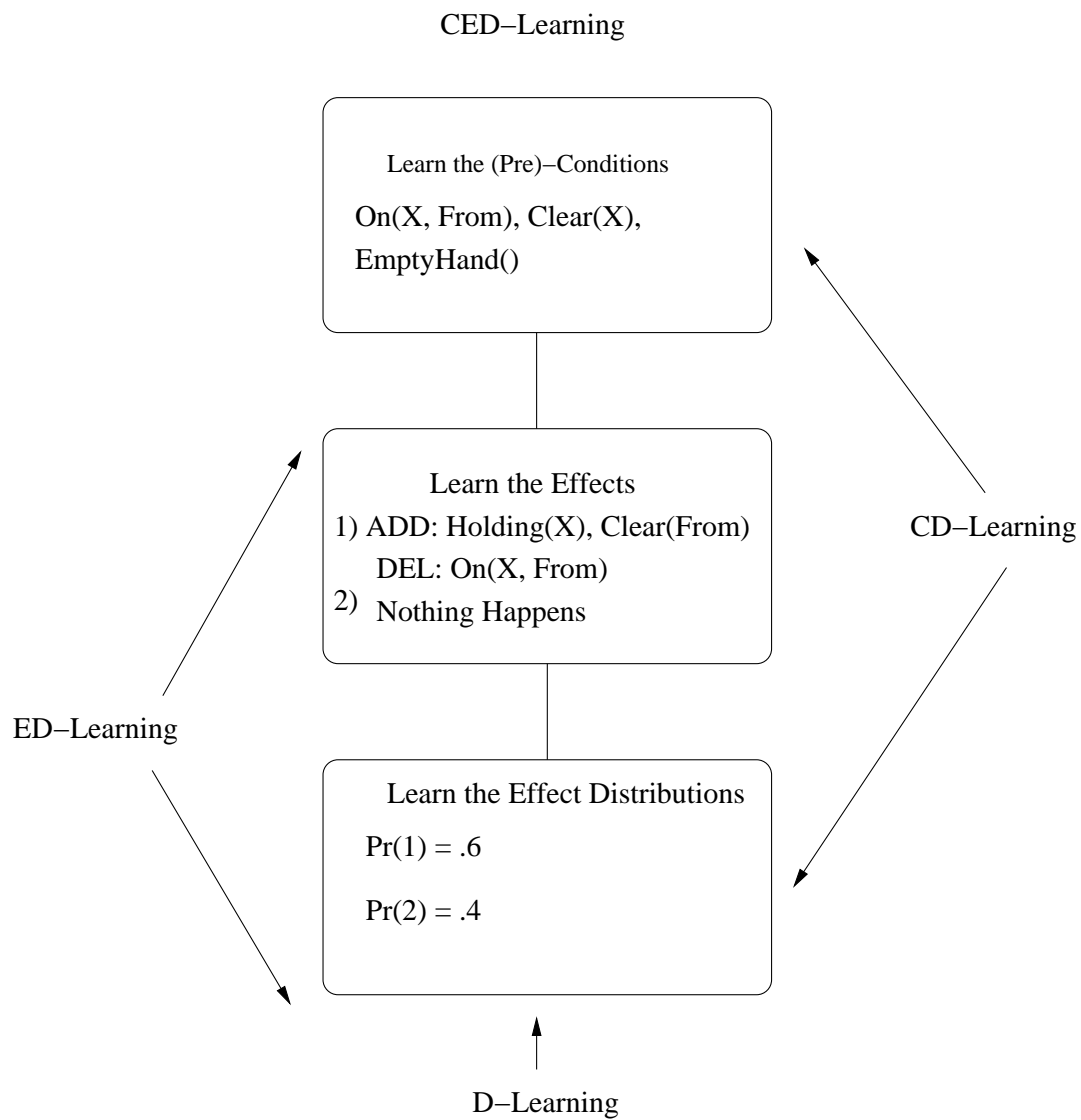 CED−Learning
Learn the (Pre)−Conditions
On(X, From), Clear(X),
EmptyHand()
Learn the Effects
1) ADD: Holding(X), Clear(From)
DEL: On(X, From)
2) Nothing Happens
CD−Learning
ED−Learning
Learn the Effect Distributions
Pr(1) = .6
Pr(2) = .4
D−Learning